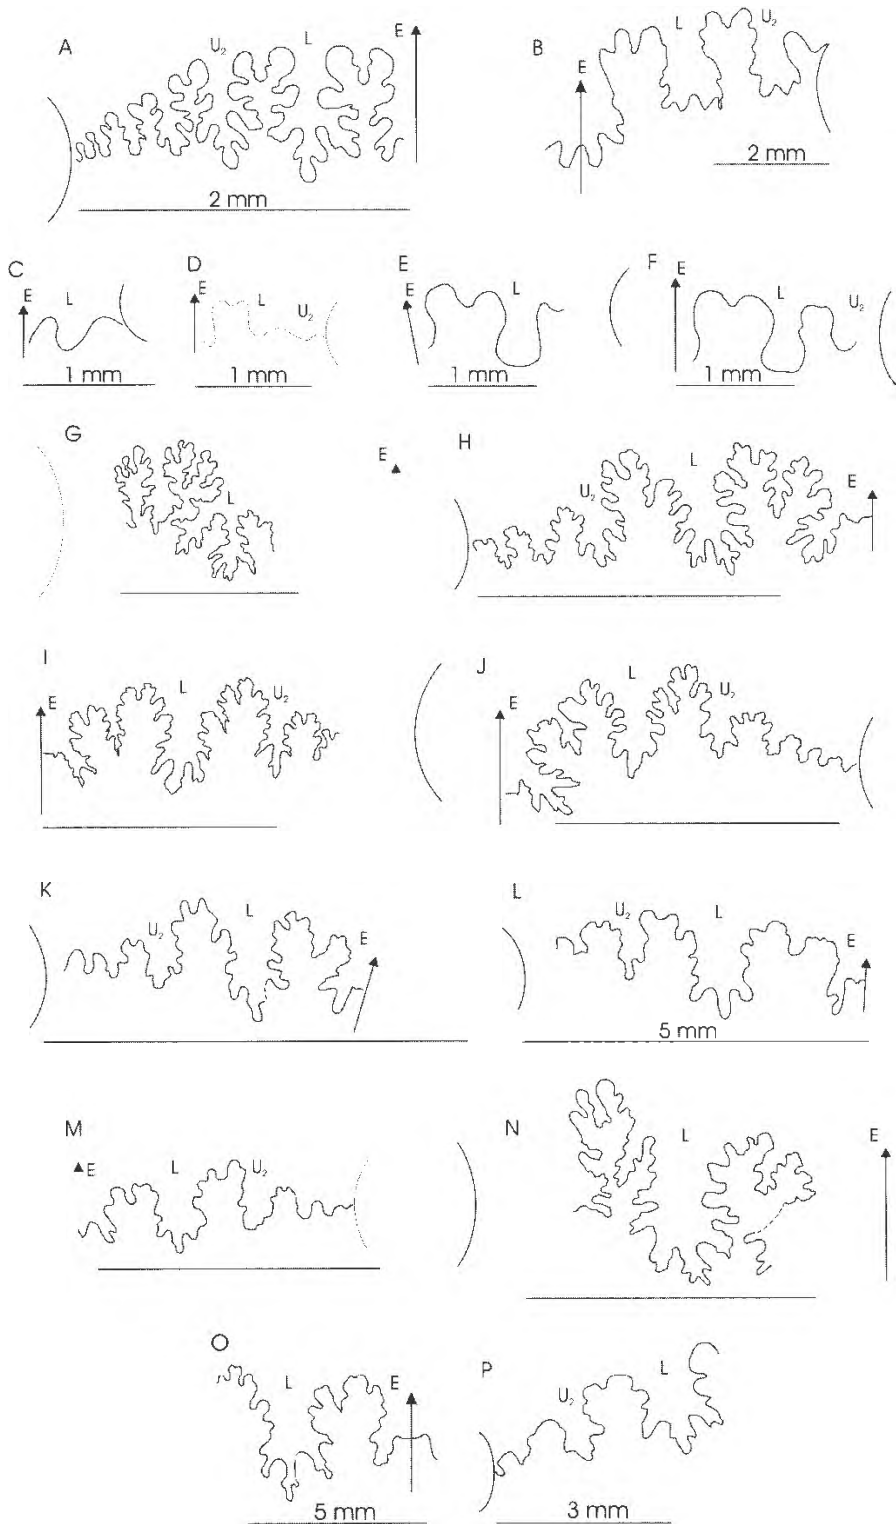 A U₂ L E
B E L U₂
2 mm
2 mm
C E L
D E L U₂
E E L
F E L U₂
1 mm
1 mm
1 mm
1 mm
G L E
H U₂ L E
I E L U₂
J E L U₂
K U₂ L E
L U₂ L E
5 mm
M E L U₂
N L E
O L E
P U₂ L
5 mm
3 mm